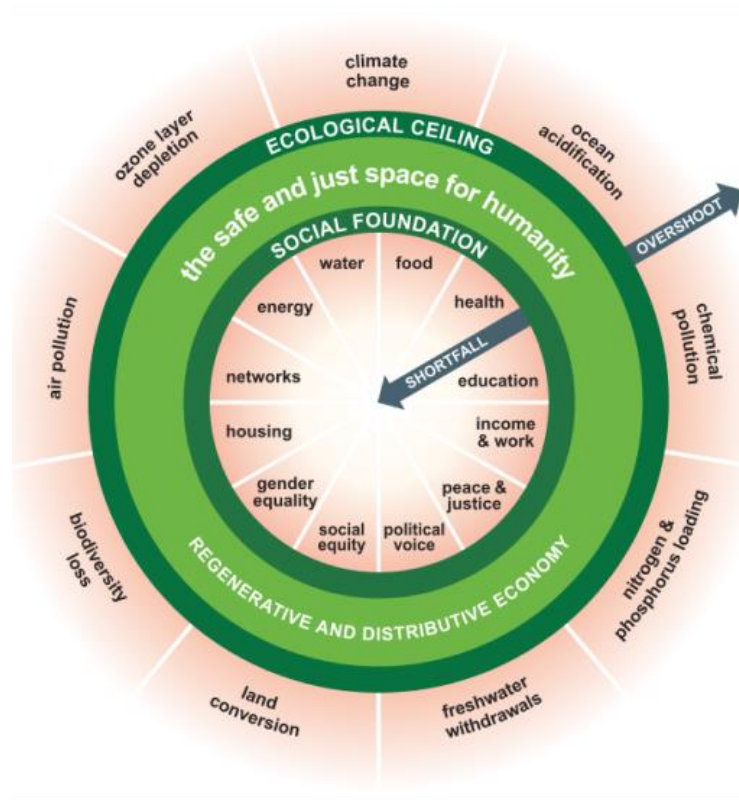 climate
change
ozone layer
depletion
ocean
acidification
ECOLOGICAL CEILING
the safe and just space for humanity
OVERSHOOT
SOCIAL FOUNDATION
water
food
energy
health
air pollution
chemical
pollution
SHORTFALL
networks
education
housing
income
& work
gender
equality
peace &
justice
social
equity
political
voice
biodiversity
loss
nitrogen &
phosphorus loading
REGENERATIVE AND DISTRIBUTIVE ECONOMY
land
conversion
freshwater
withdrawals